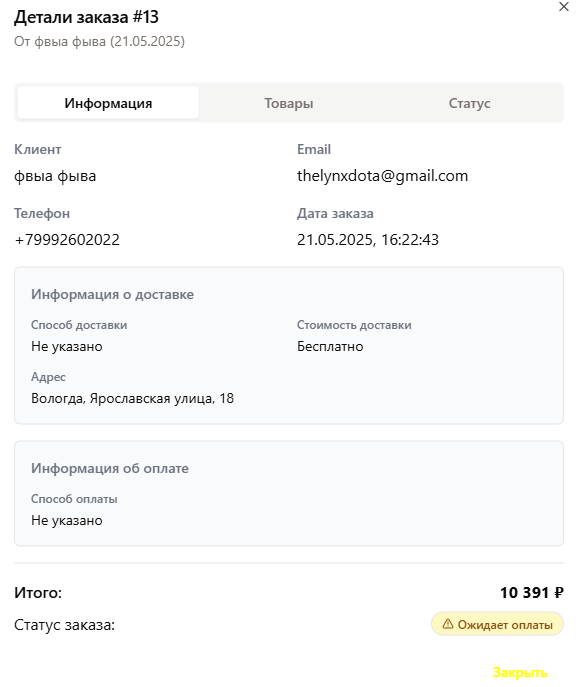 Детали заказа #13
От фвыа фыва (21.05.2025)
Информация
Товары
Статус
Клиент
Email
фвыа фыва
thelynxdota@gmail.com
Телефон
Дата заказа
+79992602022
21.05.2025, 16:22:43
Информация о доставке
Способ доставки
Стоимость доставки
Не указано
Бесплатно
Адрес
Вологда, Ярославская улица, 18
Информация об оплате
Способ оплаты
Не указано
Итого:
10 391 ₽
Статус заказа:
Ожидает оплаты
Закрыть